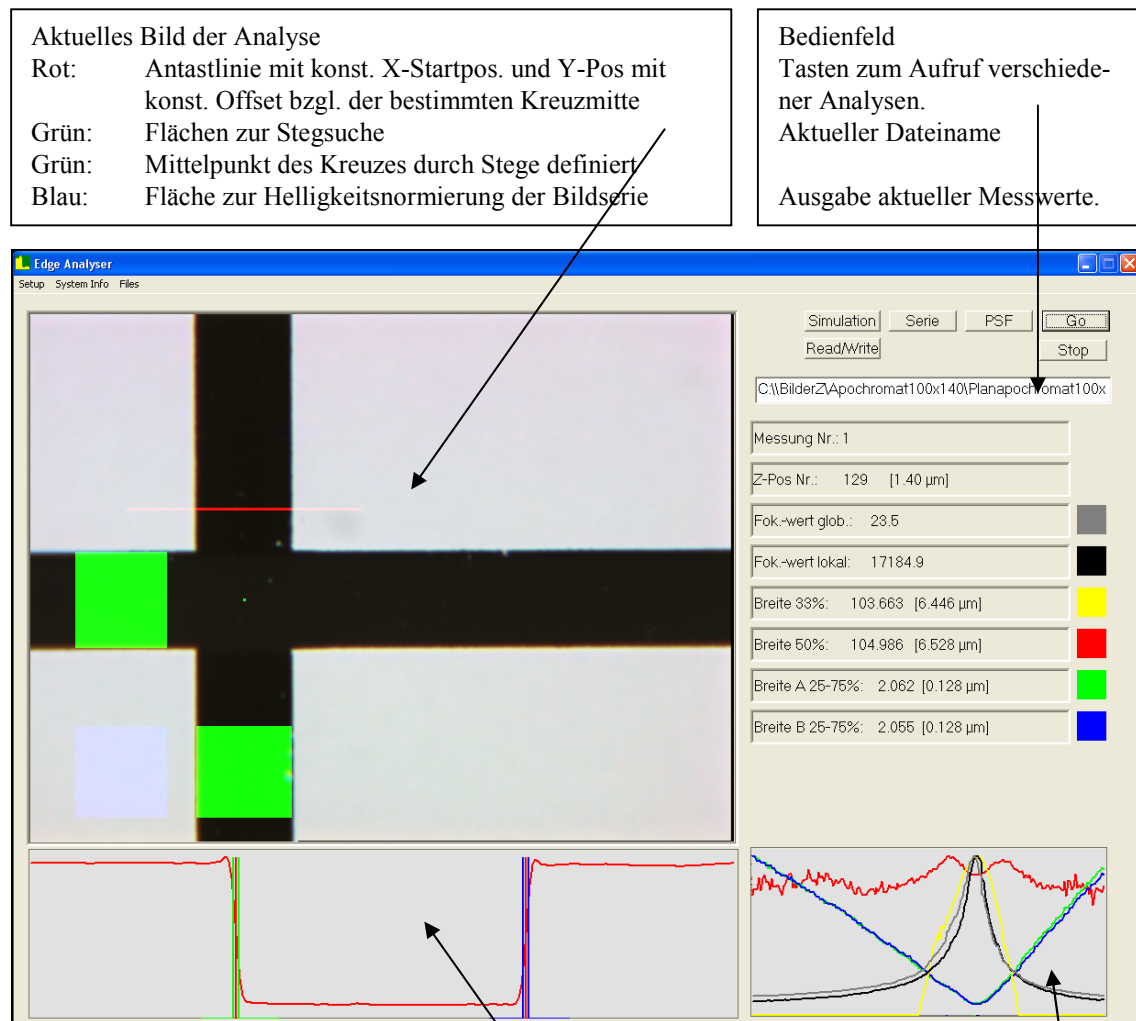 Aktuelles Bild der Analyse
Rot: Antastlinie mit konst. X-Startpos. und Y-Pos mit
konst. Offset bzgl. der bestimmten Kreuzmitte
Grün: Flächen zur Stegsuche
Grün: Mittelpunkt des Kreuzes durch Stege definiert
Blau: Fläche zur Helligkeitsnormierung der Bildserie
Bedienfeld
Tasten zum Aufruf verschiede-
ner Analysen.
Aktueller Dateiname
Ausgabe aktueller Messwerte.
Edge Analyser
Setup System Info Files
Simulation Serie PSF Go
Read/Write Stop
C:\\BilderZ\Apochromat100x140\Planapochromat100x
Messung Nr.: 1
Z-Pos Nr.: 129 [1.40 µm]
Fok.-wert glob.: 23.5
Fok.-wert lokal: 17184.9
Breite 33%: 103.663 [6.446 µm]
Breite 50%: 104.986 [6.528 µm]
Breite A 25-75%: 2.062 [0.128 µm]
Breite B 25-75%: 2.055 [0.128 µm]